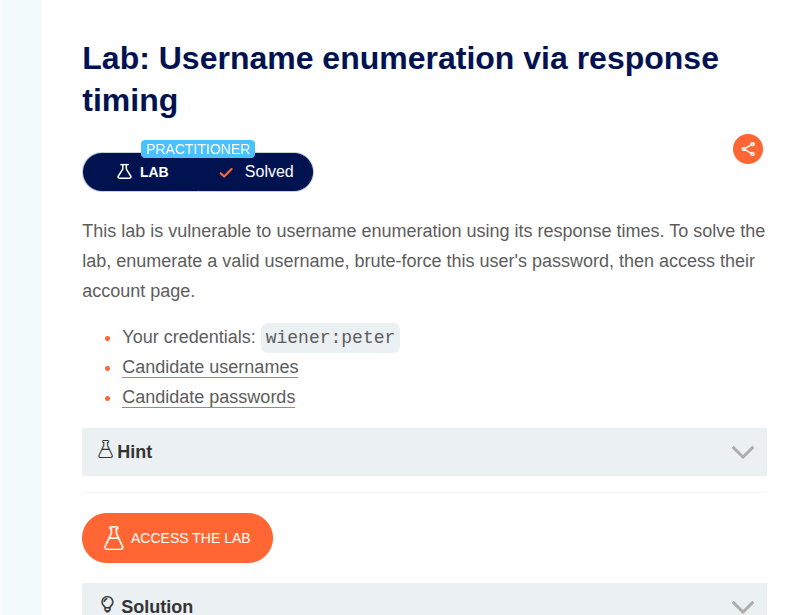 Lab: Username enumeration via response
timing
PRACTITIONER
LAB Solved
This lab is vulnerable to username enumeration using its response times. To solve the
lab, enumerate a valid username, brute-force this user's password, then access their
account page.
Your credentials: wiener:peter
Candidate usernames
Candidate passwords
Hint
ACCESS THE LAB
Solution